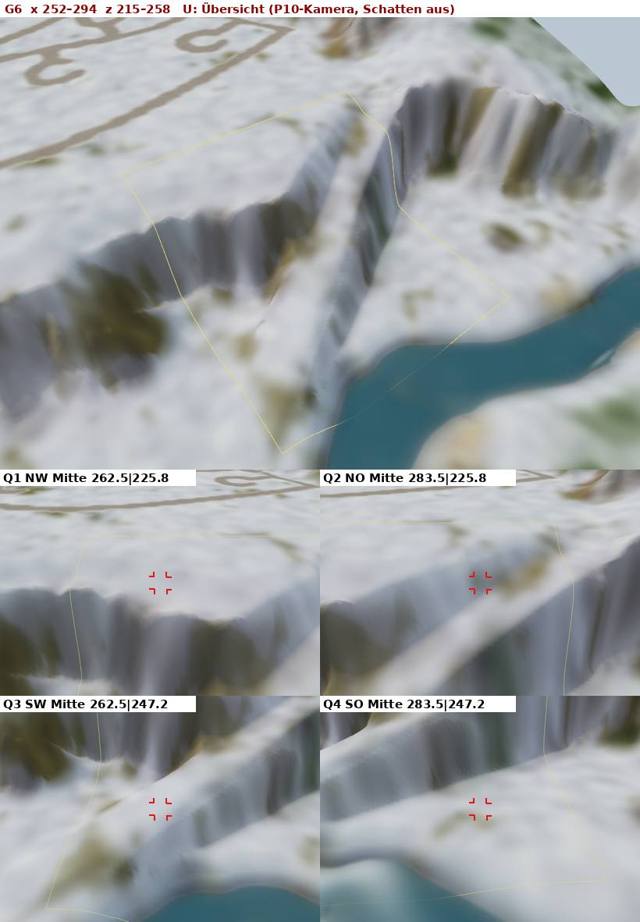 G6 x 252–294 z 215–258 U: Übersicht (P10-Kamera, Schatten aus)
Q1 NW Mitte 262.5|225.8
Q2 NO Mitte 283.5|225.8
Q3 SW Mitte 262.5|247.2
Q4 SO Mitte 283.5|247.2